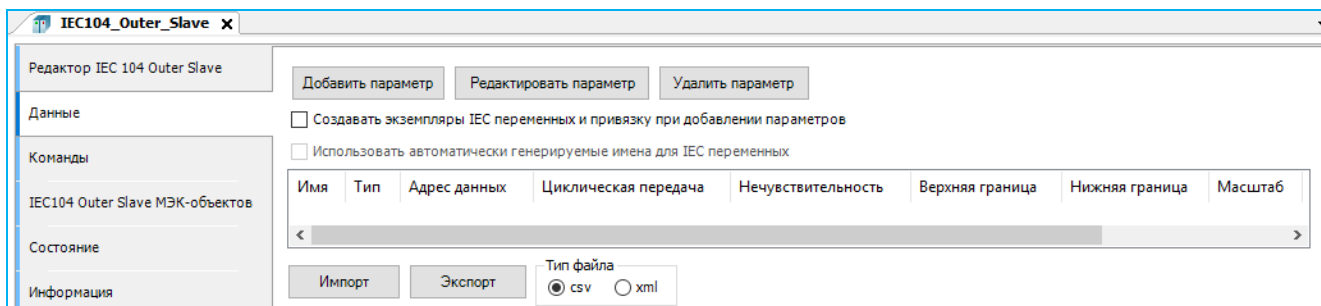 IEC104_Outer_Slave X
Редактор IEC 104 Outer Slave
Данные
Команды
IEC104 Outer Slave МЭК-объектов
Состояние
Информация
Добавить параметр Редактировать параметр Удалить параметр
Создавать экземпляры IEC переменных и привязку при добавлении параметров
Использовать автоматически генерируемые имена для IEC переменных
Имя Тип Адрес данных Циклическая передача Нечувствительность Верхняя граница Нижняя граница Масштаб
Импорт Экспорт
Тип файла
csv xml